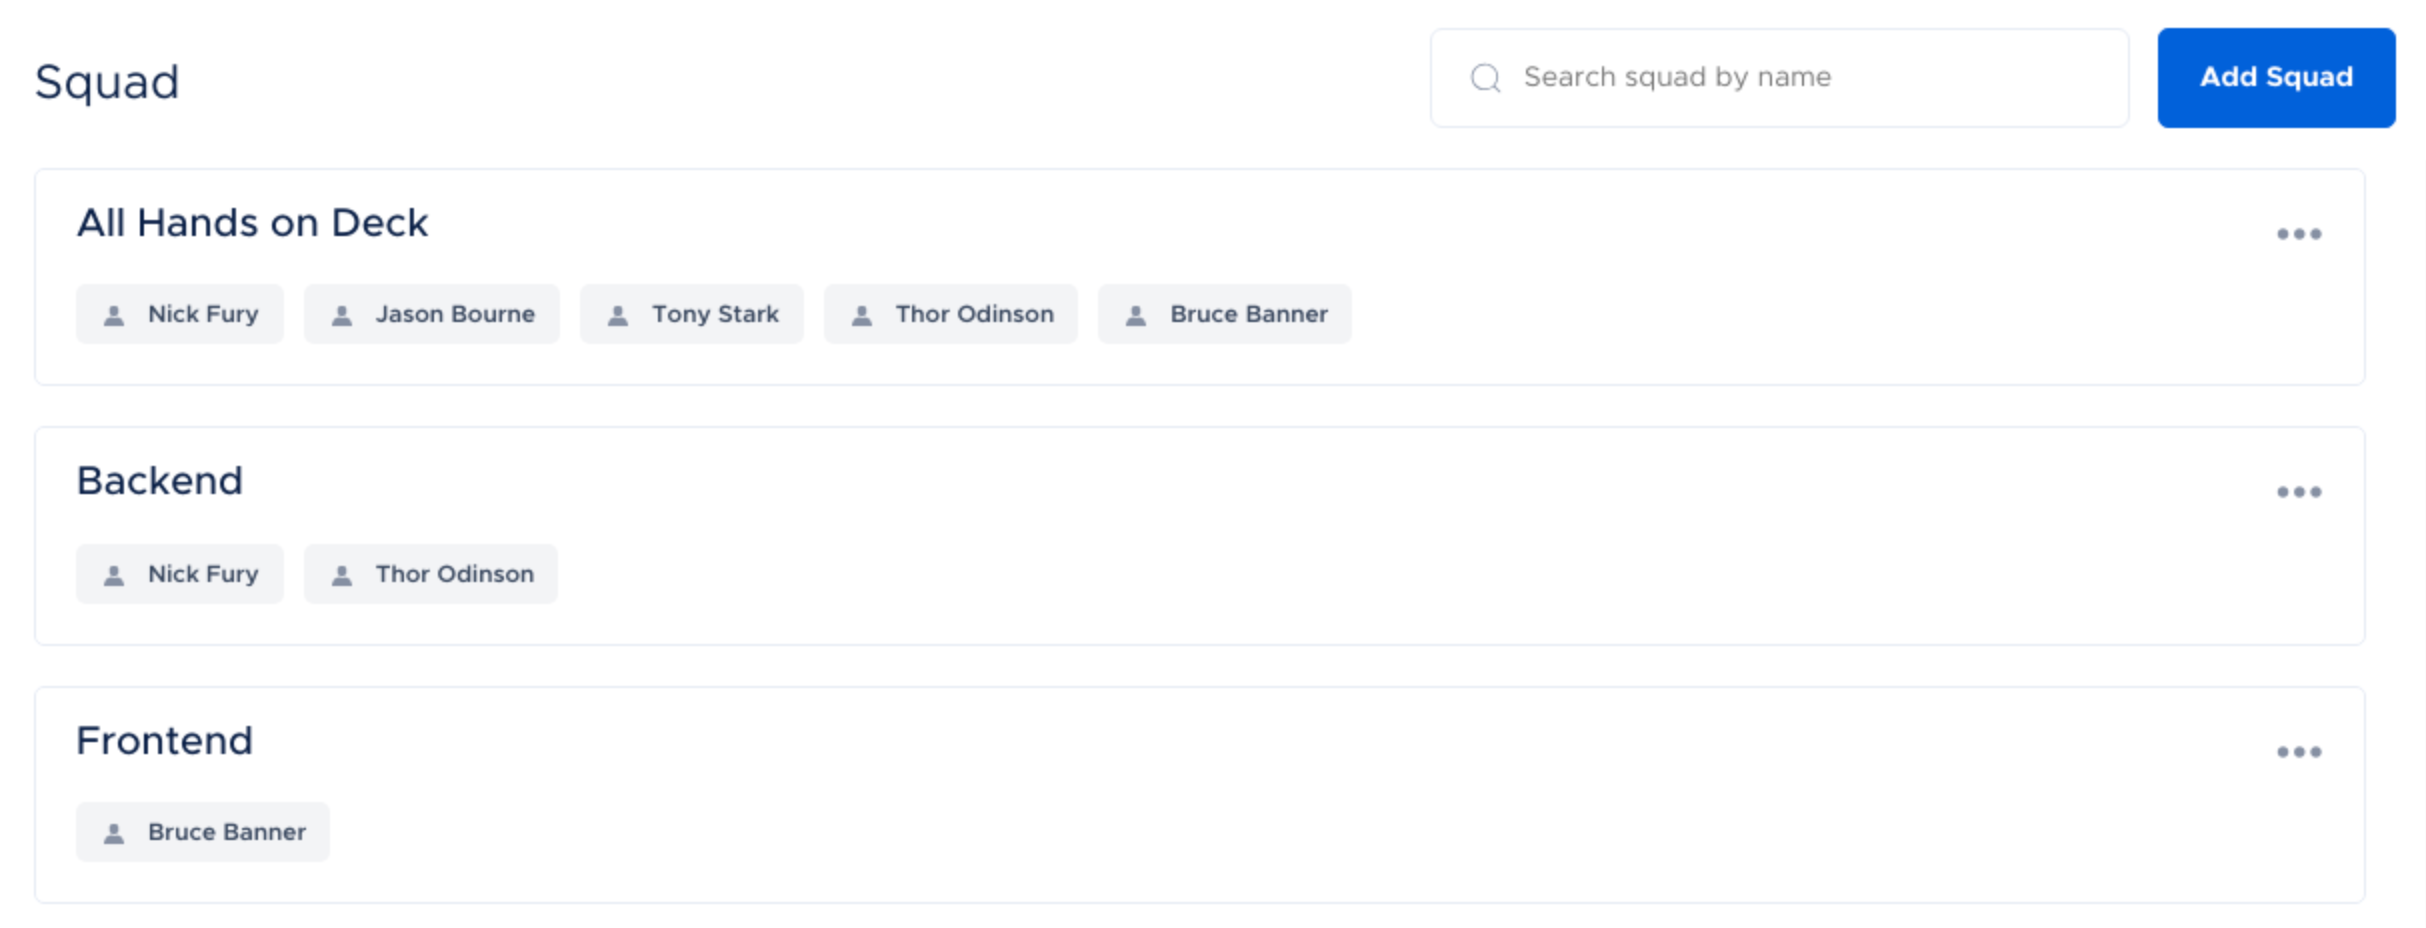 Squad
Search squad by name
Add Squad
All Hands on Deck
Nick Fury Jason Bourne Tony Stark Thor Odinson Bruce Banner
Backend
Nick Fury Thor Odinson
Frontend
Bruce Banner